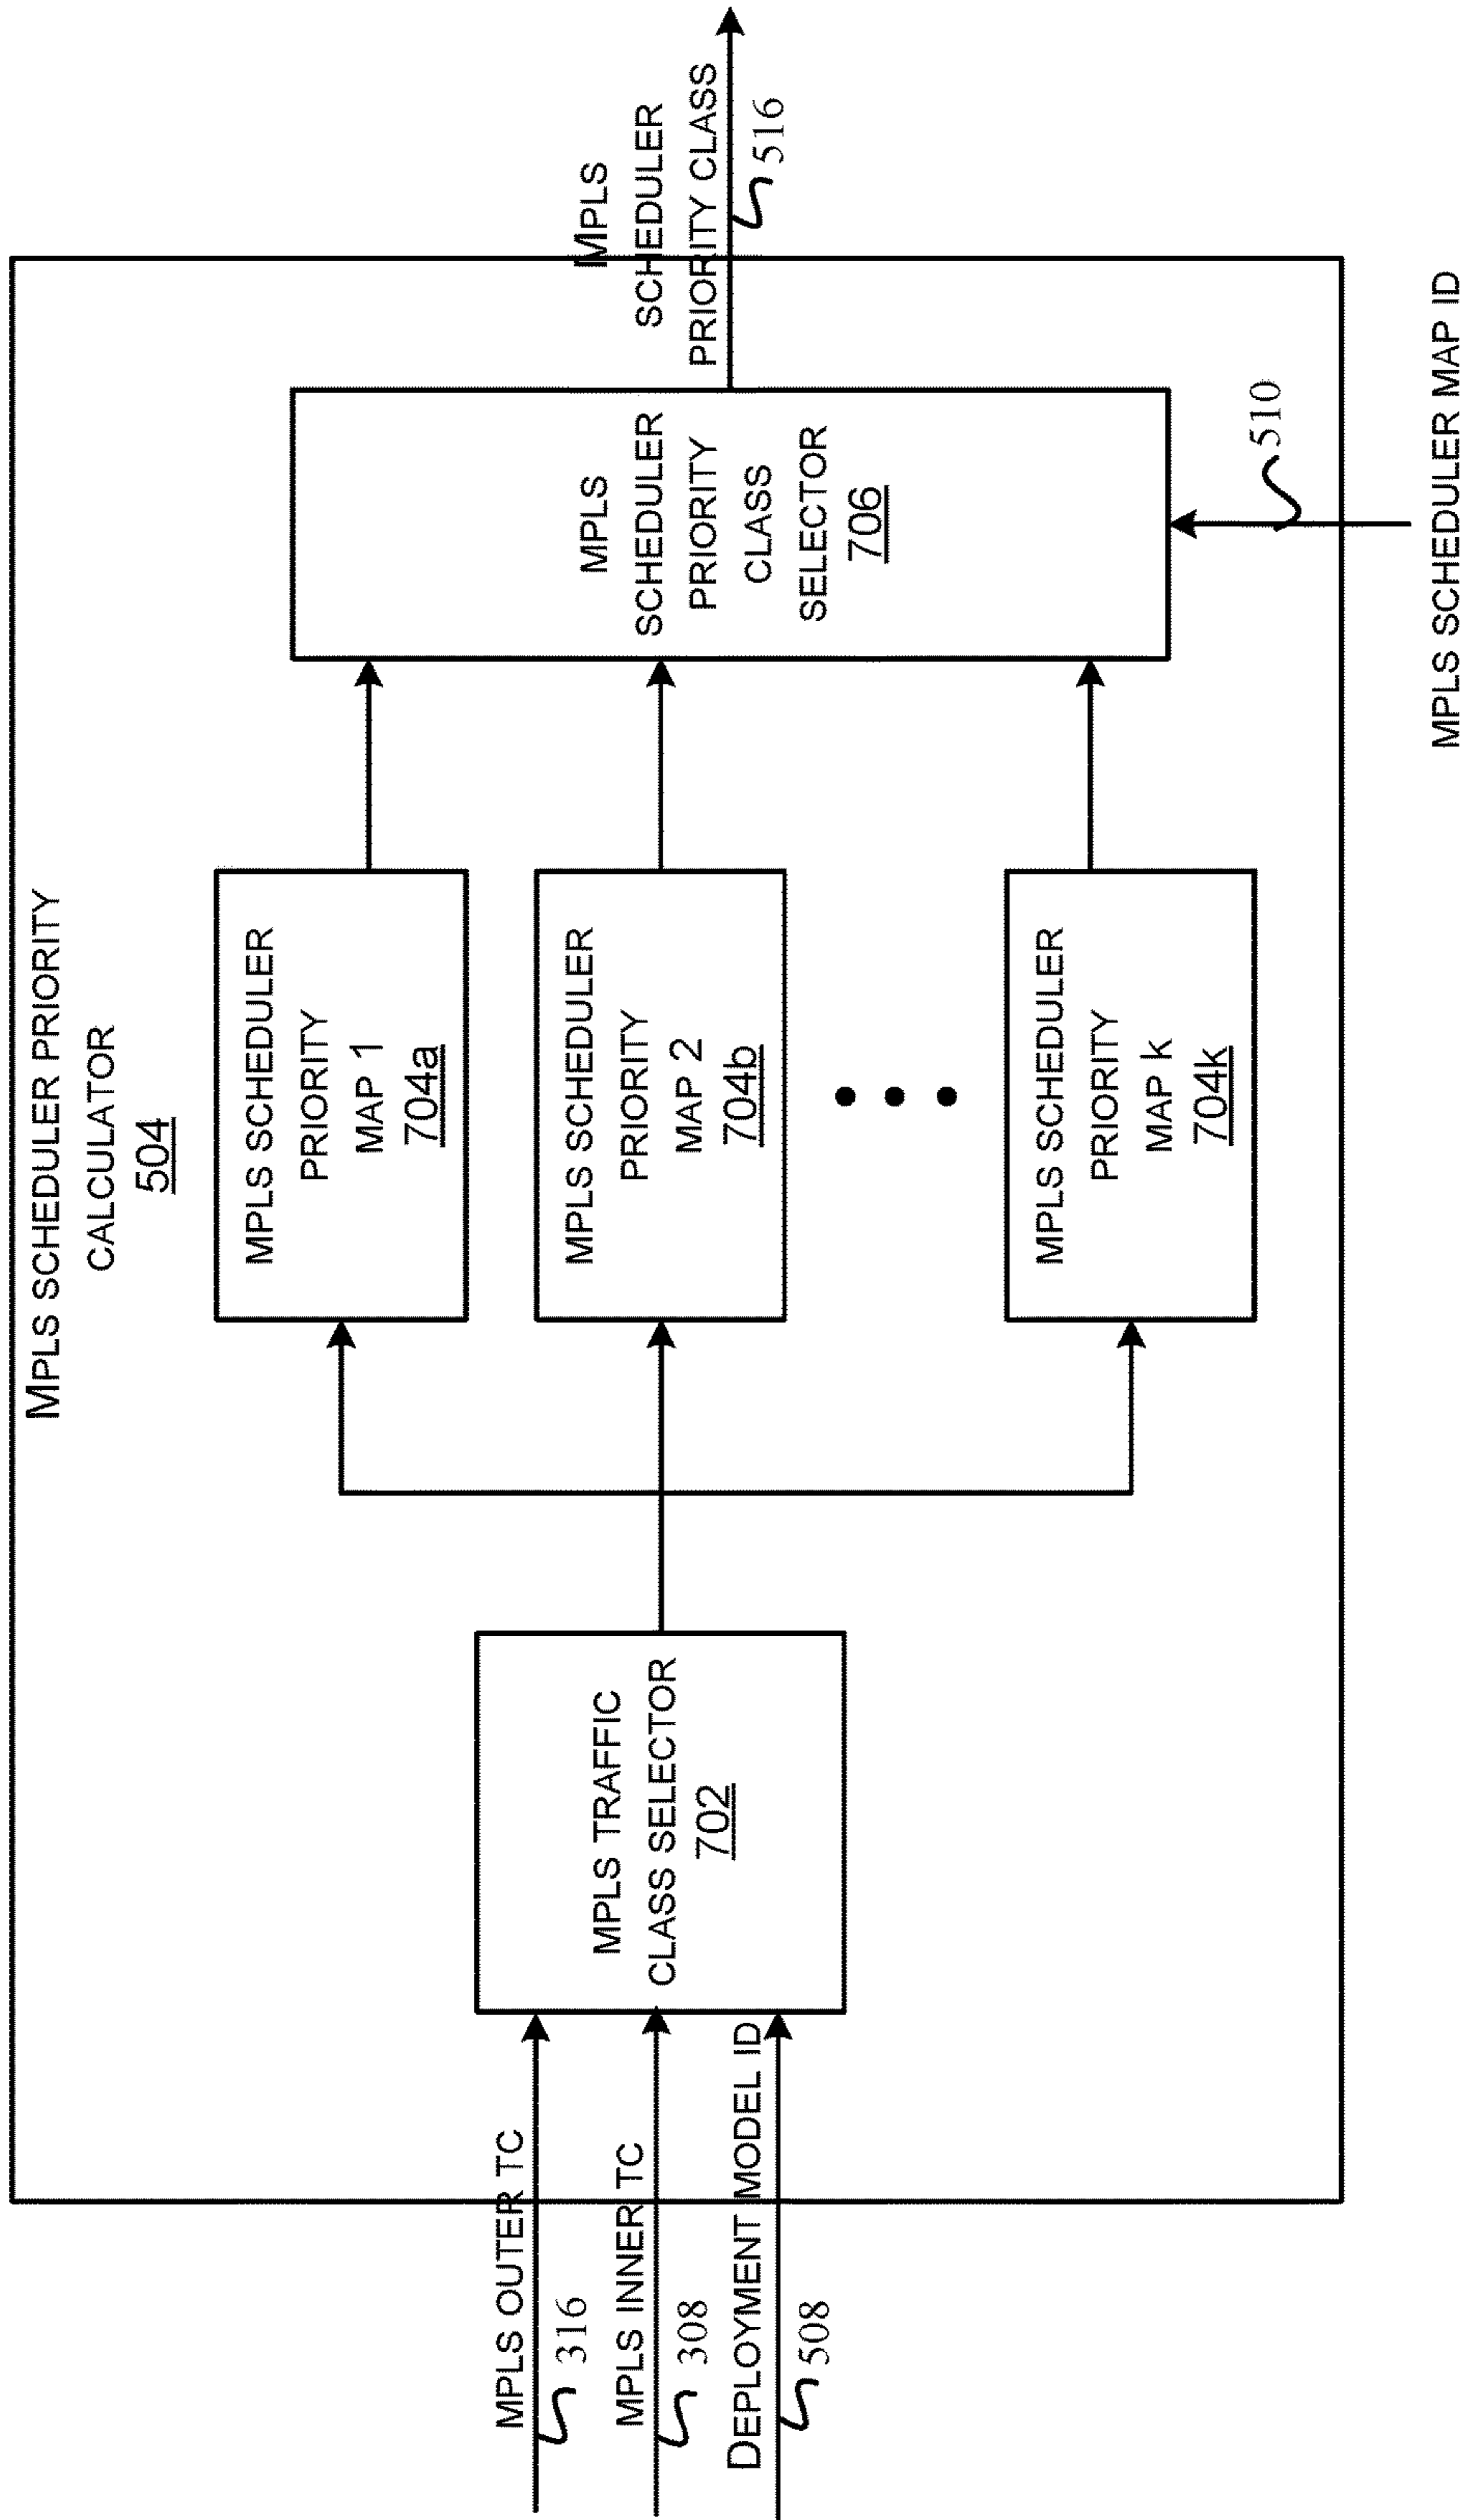 MPLS SCHEDULER PRIORITY
CALCULATOR
504
MPLS OUTER TC
316
MPLS INNER TC
308
DEPLOYMENT MODEL ID
508
MPLS TRAFFIC
CLASS SELECTOR
702
MPLS SCHEDULER
PRIORITY
MAP 1
704a
MPLS SCHEDULER
PRIORITY
MAP 2
704b
MPLS SCHEDULER
PRIORITY
MAP k
704k
MPLS
SCHEDULER
PRIORITY
CLASS
SELECTOR
706
MPLS
SCHEDULER
PRIORITY CLASS
516
510
MPLS SCHEDULER MAP ID